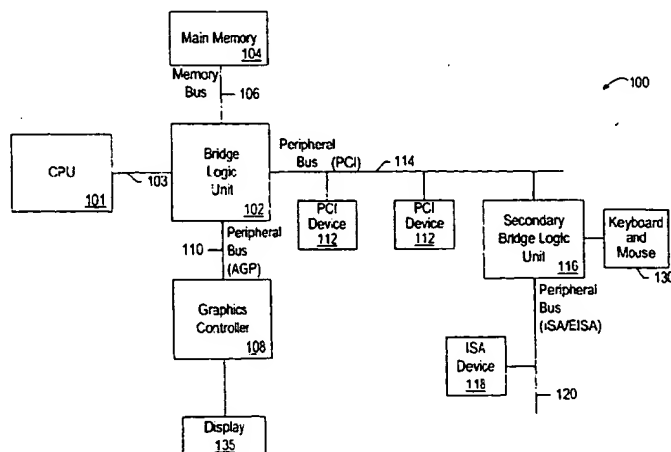 Main Memory
104
Memory
Bus
106
100
CPU
101
103
Bridge
Logic
Unit
102
Peripheral
Bus (PCI)
114
PCI
Device
112
PCI
Device
112
Secondary
Bridge Logic
Unit
116
Keyboard
and
Mouse
130
110
Peripheral
Bus
(AGP)
Graphics
Controller
108
Peripheral
Bus
(ISA/EISA)
ISA
Device
118
120
Display
135